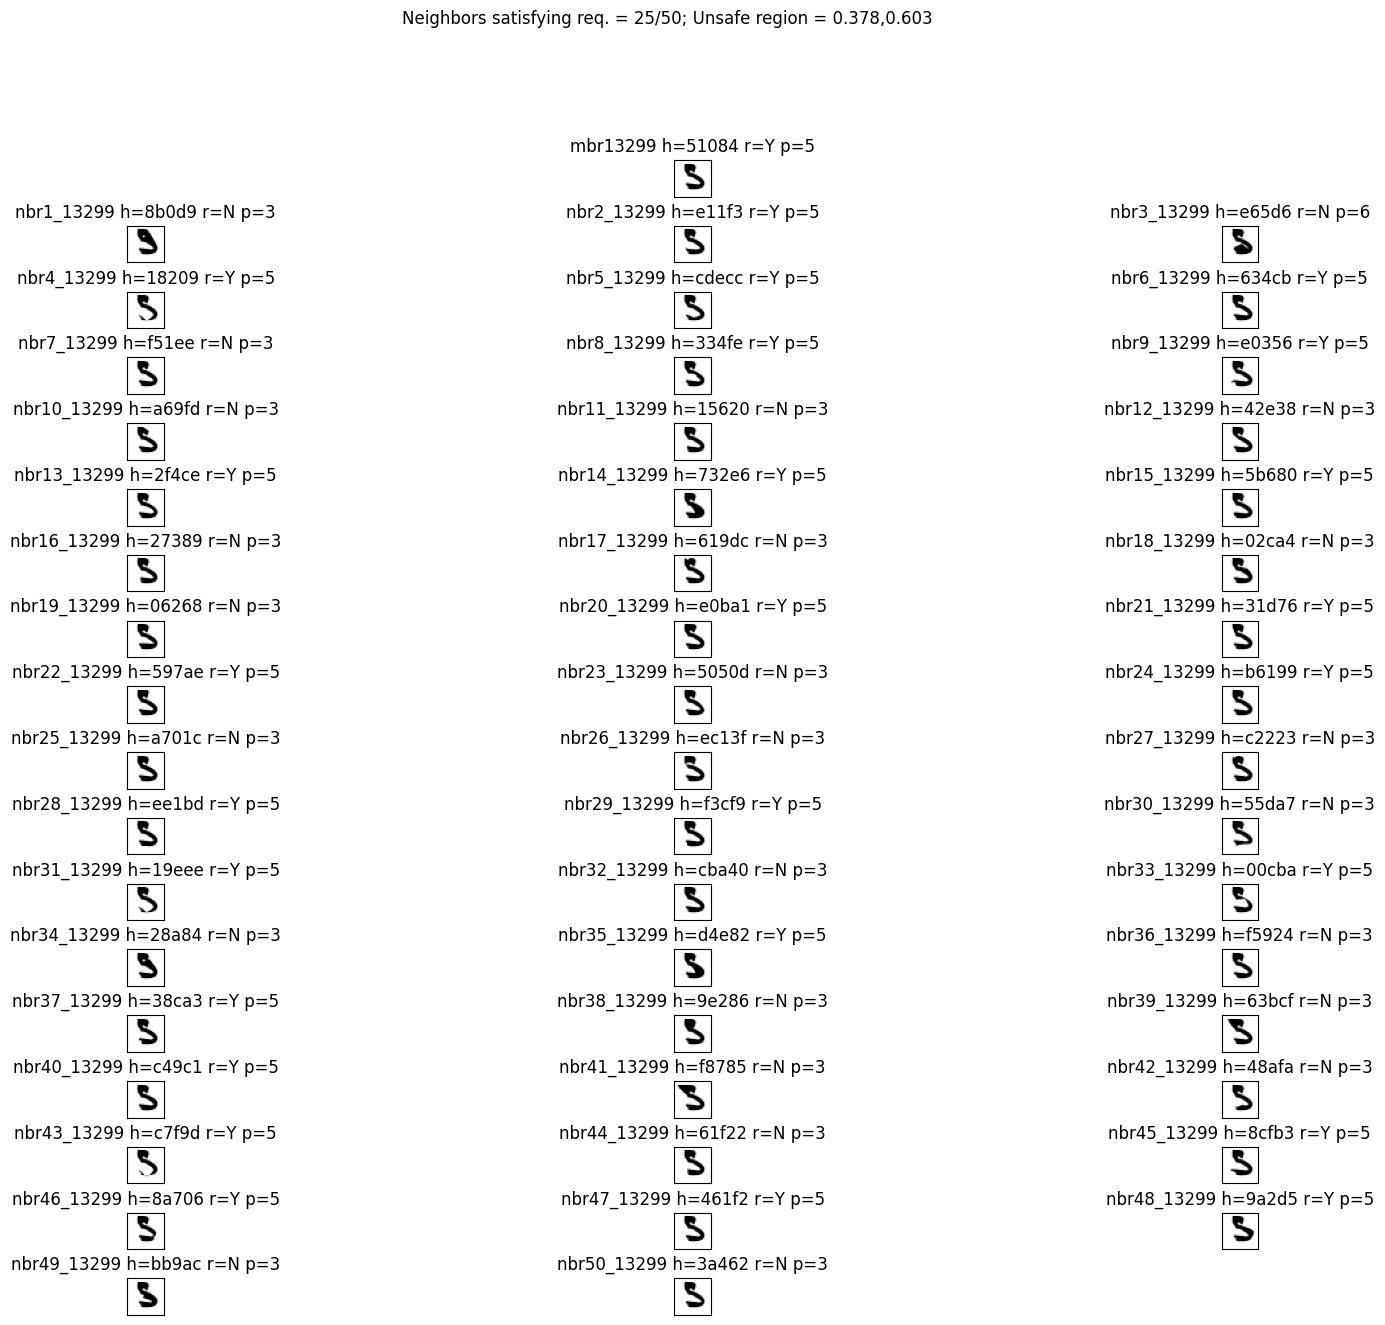 Neighbors satisfying req. = 25/50; Unsafe region = 0.378,0.603
mbr13299 h=51084 r=Y p=5
nbr1_13299 h=8b0d9 r=N p=3 nbr2_13299 h=e11f3 r=Y p=5 nbr3_13299 h=e65d6 r=N p=6
nbr4_13299 h=18209 r=Y p=5 nbr5_13299 h=cdecc r=Y p=5 nbr6_13299 h=634cb r=Y p=5
nbr7_13299 h=f51ee r=N p=3 nbr8_13299 h=334fe r=Y p=5 nbr9_13299 h=e0356 r=Y p=5
nbr10_13299 h=a69fd r=N p=3 nbr11_13299 h=15620 r=N p=3 nbr12_13299 h=42e38 r=N p=3
nbr13_13299 h=2f4ce r=Y p=5 nbr14_13299 h=732e6 r=Y p=5 nbr15_13299 h=5b680 r=Y p=5
nbr16_13299 h=27389 r=N p=3 nbr17_13299 h=619dc r=N p=3 nbr18_13299 h=02ca4 r=N p=3
nbr19_13299 h=06268 r=N p=3 nbr20_13299 h=e0ba1 r=Y p=5 nbr21_13299 h=31d76 r=Y p=5
nbr22_13299 h=597ae r=Y p=5 nbr23_13299 h=5050d r=N p=3 nbr24_13299 h=b6199 r=Y p=5
nbr25_13299 h=a701c r=N p=3 nbr26_13299 h=ec13f r=N p=3 nbr27_13299 h=c2223 r=N p=3
nbr28_13299 h=ee1bd r=Y p=5 nbr29_13299 h=f3cf9 r=Y p=5 nbr30_13299 h=55da7 r=N p=3
nbr31_13299 h=19eee r=Y p=5 nbr32_13299 h=cba40 r=N p=3 nbr33_13299 h=00cba r=Y p=5
nbr34_13299 h=28a84 r=N p=3 nbr35_13299 h=d4e82 r=Y p=5 nbr36_13299 h=f5924 r=N p=3
nbr37_13299 h=38ca3 r=Y p=5 nbr38_13299 h=9e286 r=N p=3 nbr39_13299 h=63bcf r=N p=3
nbr40_13299 h=c49c1 r=Y p=5 nbr41_13299 h=f8785 r=N p=3 nbr42_13299 h=48afa r=N p=3
nbr43_13299 h=c7f9d r=Y p=5 nbr44_13299 h=61f22 r=N p=3 nbr45_13299 h=8cfb3 r=Y p=5
nbr46_13299 h=8a706 r=Y p=5 nbr47_13299 h=461f2 r=Y p=5 nbr48_13299 h=9a2d5 r=Y p=5
nbr49_13299 h=bb9ac r=N p=3 nbr50_13299 h=3a462 r=N p=3